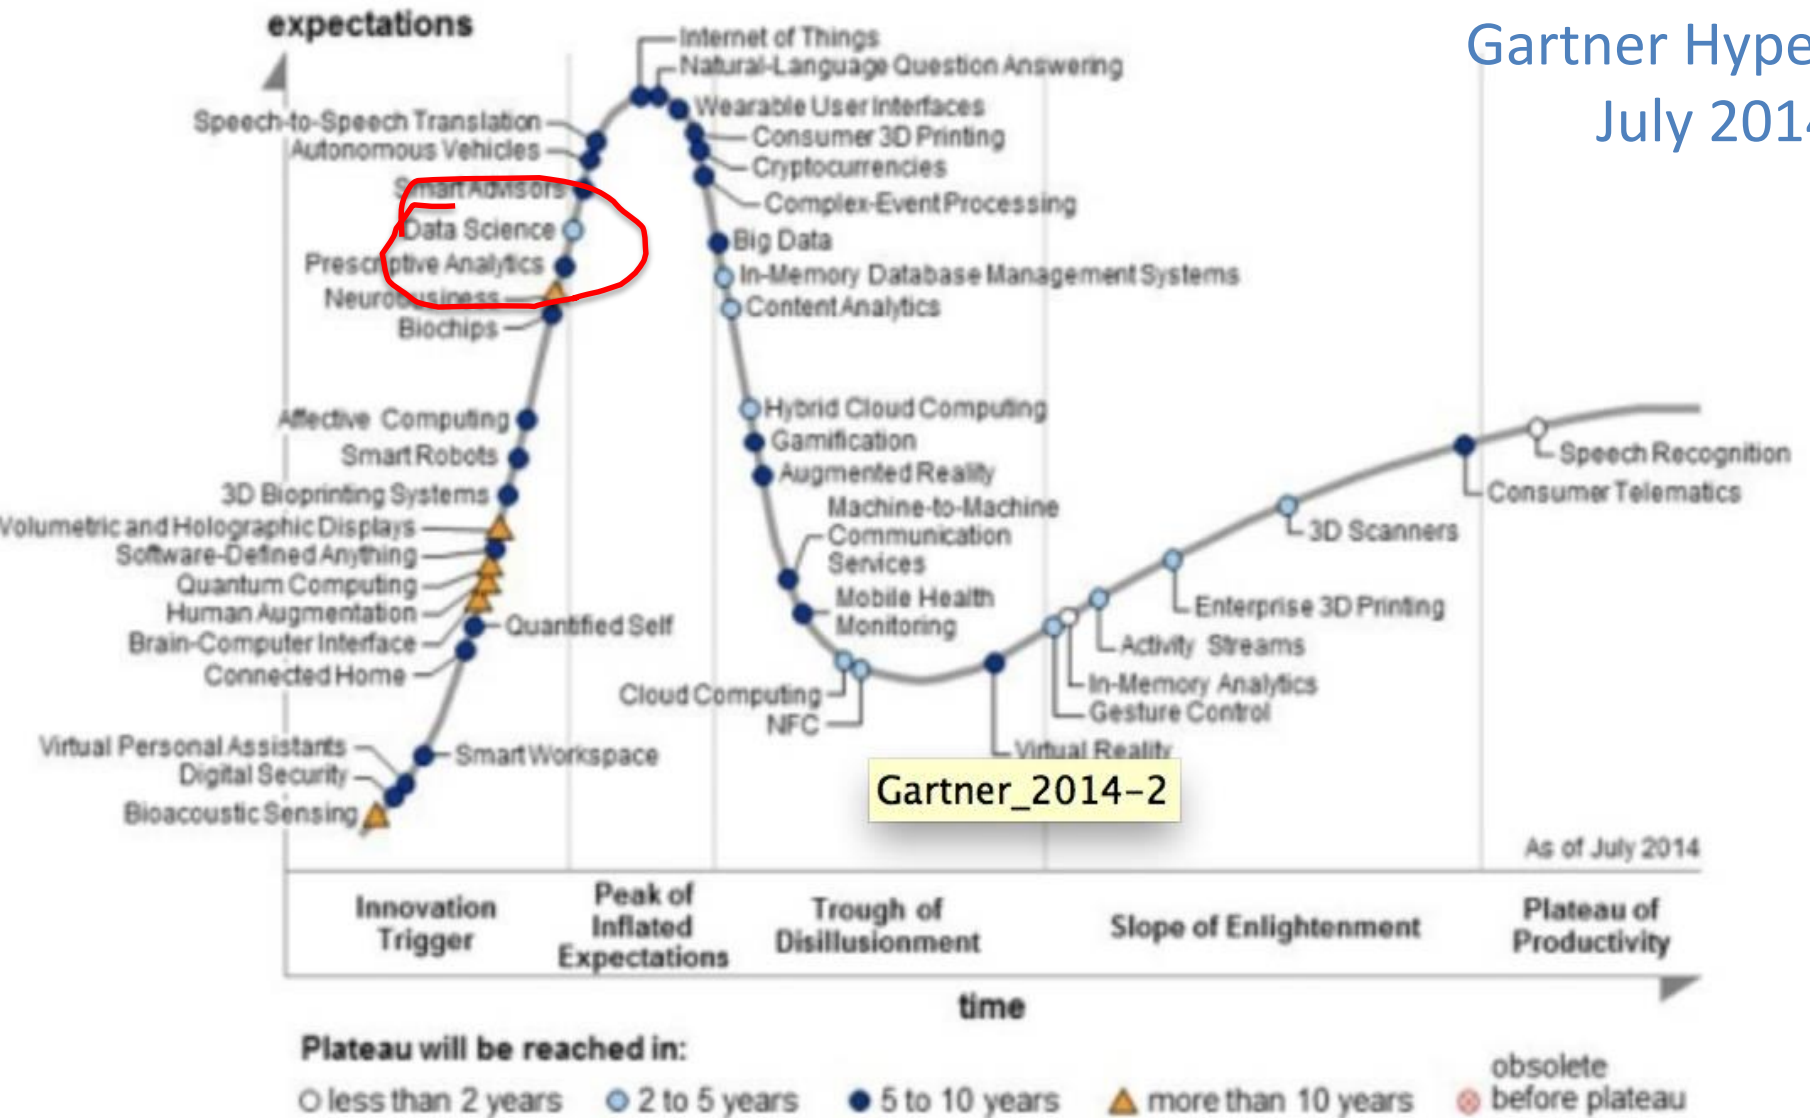 expectations
Gartner Hype
July 2014
Internet of Things
Natural-Language Question Answering
Wearable User Interfaces
Consumer 3D Printing
Cryptocurrencies
Complex-Event Processing
Speech-to-Speech Translation
Autonomous Vehicles
Smart Advisors
Data Science
Prescriptive Analytics
Neurobusiness
Biochips
Big Data
In-Memory Database Management Systems
Content Analytics
Affective Computing
Smart Robots
3D Bioprinting Systems
Volumetric and Holographic Displays
Software-Defined Anything
Quantum Computing
Human Augmentation
Brain-Computer Interface
Connected Home
Quantified Self
Hybrid Cloud Computing
Gamification
Augmented Reality
Machine-to-Machine
Communication
Services
Mobile Health
Monitoring
Cloud Computing
NFC
Virtual Personal Assistants
Digital Security
Bioacoustic Sensing
Smart Workspace
Speech Recognition
Consumer Telematics
3D Scanners
Enterprise 3D Printing
Activity Streams
In-Memory Analytics
Gesture Control
Virtual Reality
Gartner_2014-2
As of July 2014
Innovation
Trigger
Peak of
Inflated
Expectations
Trough of
Disillusionment
Slope of Enlightenment
Plateau of
Productivity
time
Plateau will be reached in:
less than 2 years
2 to 5 years
5 to 10 years
more than 10 years
obsolete
before plateau